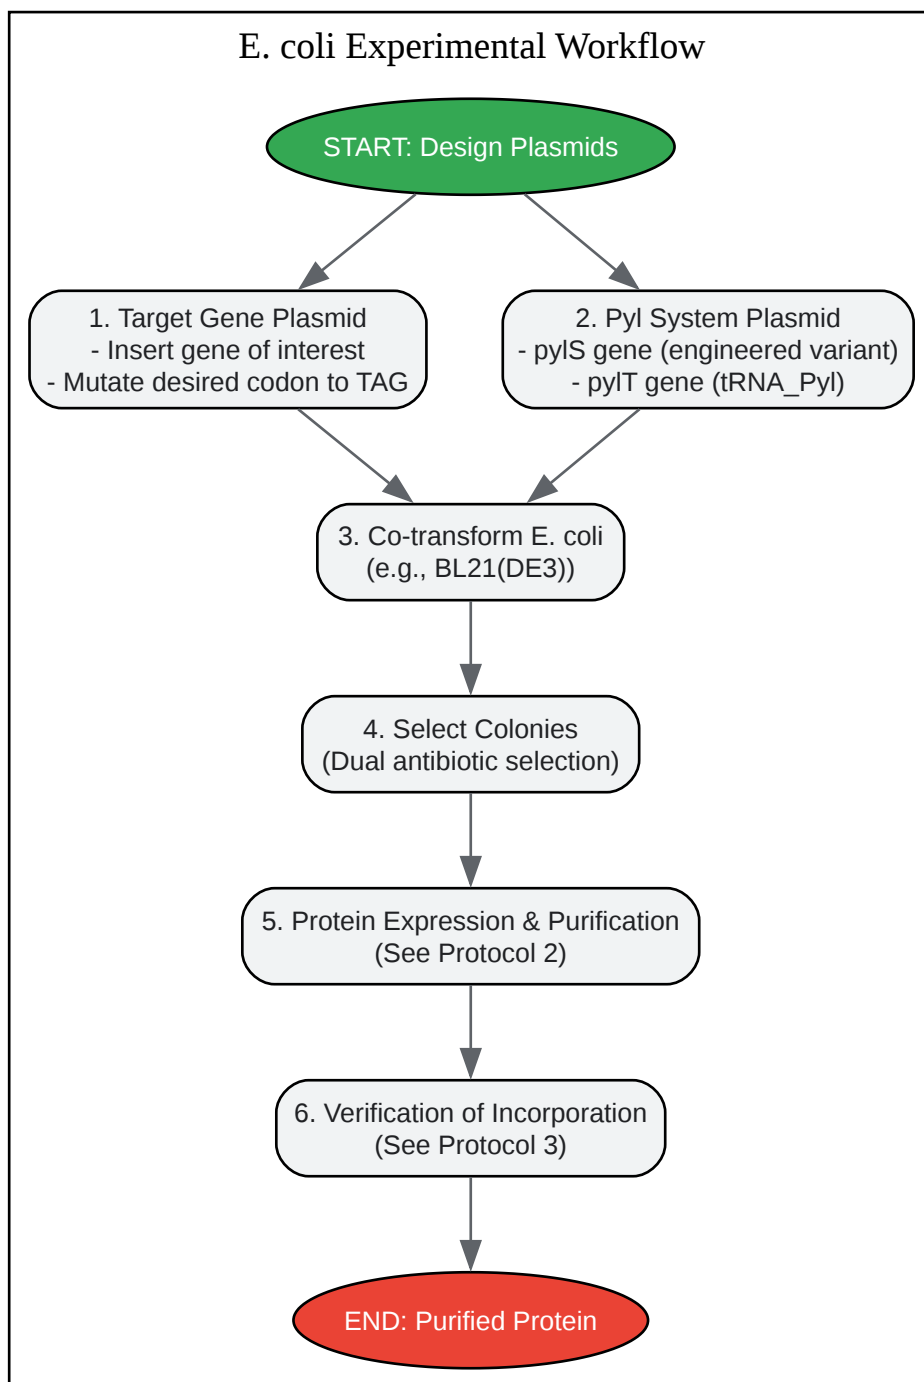 E. coli Experimental Workflow
START: Design Plasmids
1. Target Gene Plasmid
- Insert gene of interest
- Mutate desired codon to TAG
2. Pyl System Plasmid
- pylS gene (engineered variant)
- pylT gene (tRNA_Pyl)
3. Co-transform E. coli
(e.g., BL21(DE3))
4. Select Colonies
(Dual antibiotic selection)
5. Protein Expression & Purification
(See Protocol 2)
6. Verification of Incorporation
(See Protocol 3)
END: Purified Protein